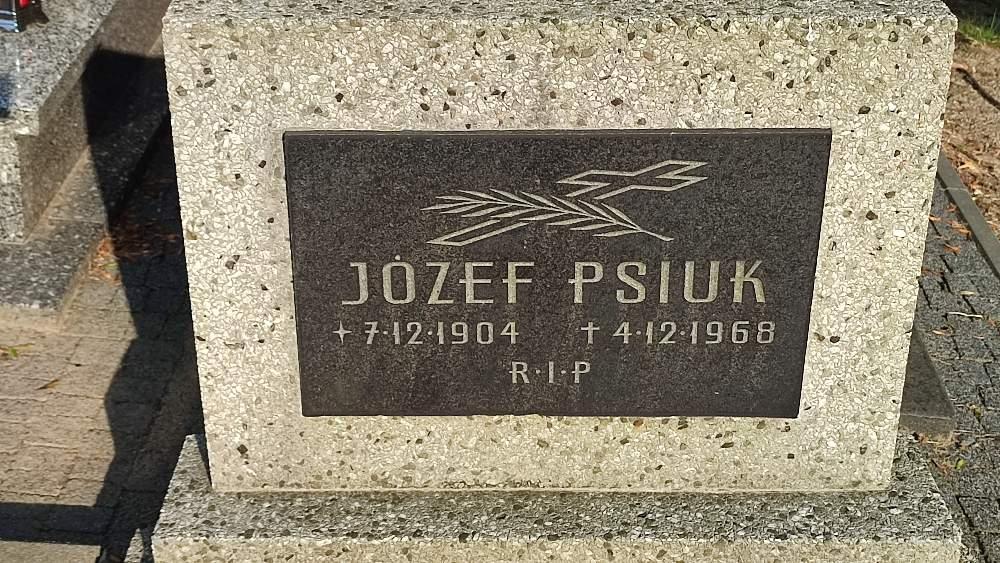 JÓZEF PSIUK
✦ 7·12·1904 † 4·12·1968
R·I·P